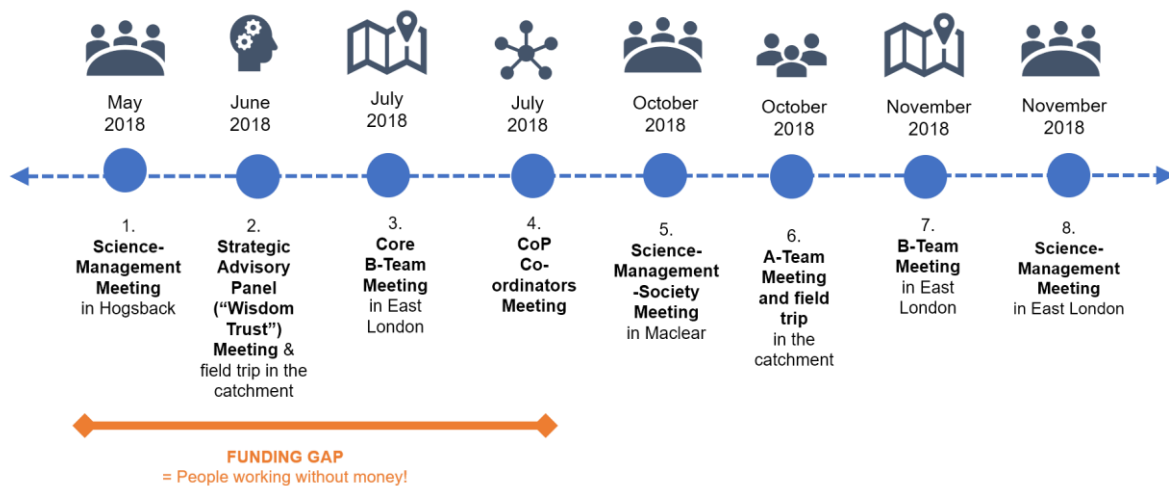 May
2018
June
2018
July
2018
July
2018
October
2018
October
2018
November
2018
November
2018
1.
Science-
Management
Meeting
in Hogsback
2.
Strategic
Advisory
Panel
(“Wisdom
Trust”)
Meeting &
field trip in the
catchment
3.
Core
B-Team
Meeting
in East
London
4.
CoP
Co-
ordinators
Meeting
5.
Science-
Management
-Society
Meeting
in Maclear
6.
A-Team
Meeting
and field
trip
in the
catchment
7.
B-Team
Meeting
in East
London
8.
Science-
Management
Meeting
in East London
FUNDING GAP
= People working without money!